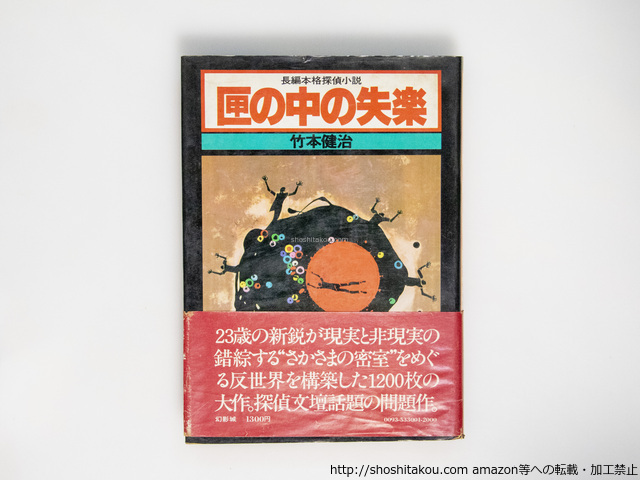 長編本格探偵小説
匣の中の失楽
竹本健治
shoshitakou.com
23歳の新鋭が現実と非現実の
錯綜する“さかさまの密室”をめぐ
る反世界を構築した1200枚の
大作。探偵文壇話題の問題作。
幻影城 1300円
http://shoshitakou.com amazon等への転載・加工禁止